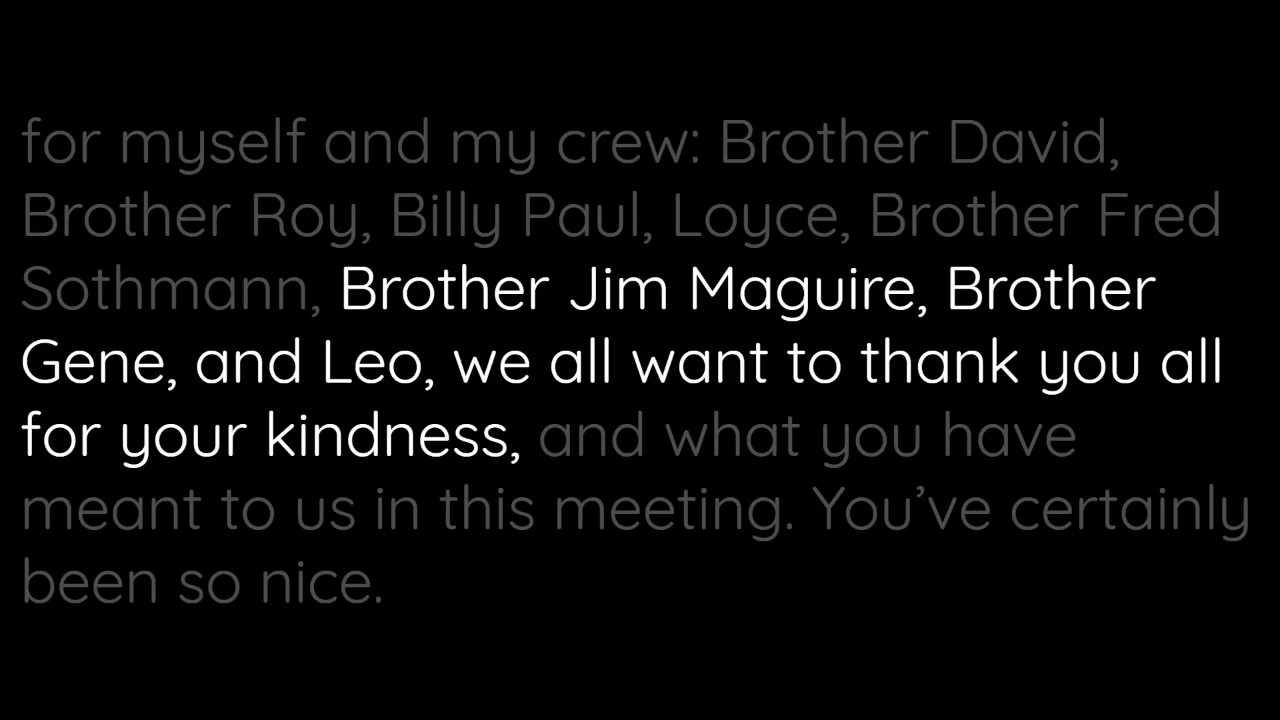 for myself and my crew: Brother David,
Brother Roy, Billy Paul, Loyce, Brother Fred
Sothmann, Brother Jim Maguire, Brother
Gene, and Leo, we all want to thank you all
for your kindness, and what you have
meant to us in this meeting. You’ve certainly
been so nice.